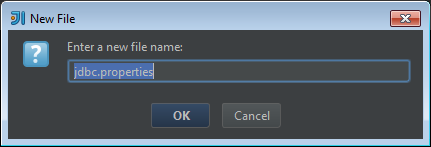 New File
Enter a new file name:
jdbc.properties
OK
Cancel